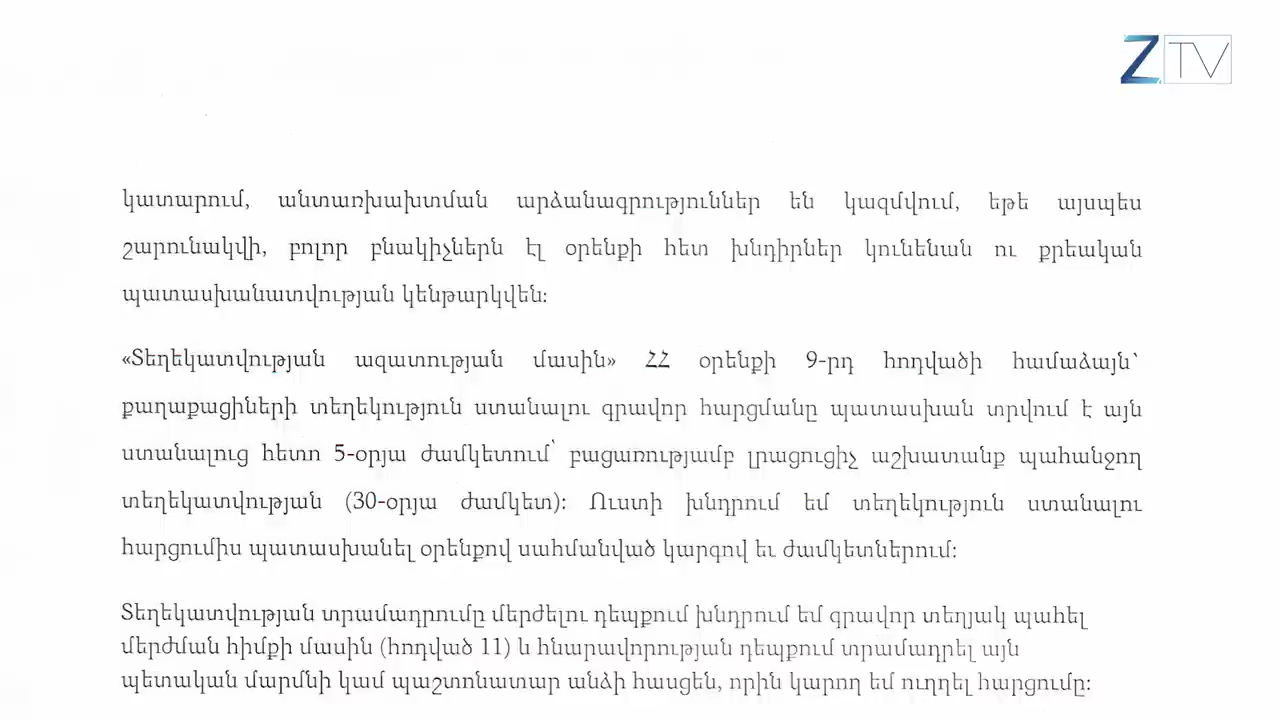 Z TV
կատարում, անտառխախտման արձանագրություններ են կազմվում, եթե այսպես
շարունակվի, բոլոր բնակիչներն էլ օրենքի հետ խնդիրներ կունենան ու քրեական
պատասխանատվության կենթարկվեն:
«Տեղեկատվության ազատության մասին» ՀՀ օրենքի 9-րդ հոդվածի համաձայն՝
քաղաքացիների տեղեկություն ստանալու գրավոր հարցմանը պատասխան տրվում է այն
ստանալուց հետո 5-օրյա ժամկետում՝ բացառությամբ լրացուցիչ աշխատանք պահանջող
տեղեկատվության (30-օրյա ժամկետ): Ուստի խնդրում եմ տեղեկություն ստանալու
հարցումիս պատասխանել օրենքով սահմանված կարգով եւ ժամկետներում:
Տեղեկատվության տրամադրումը մերժելու դեպքում խնդրում եմ գրավոր տեղյակ պահել
մերժման հիմքի մասին (հոդված 11) և հնարավորության դեպքում տրամադրել այն
պետական մարմնի կամ պաշտոնատար անձի հասցեն, որին կարող եմ ուղղել հարցումը: